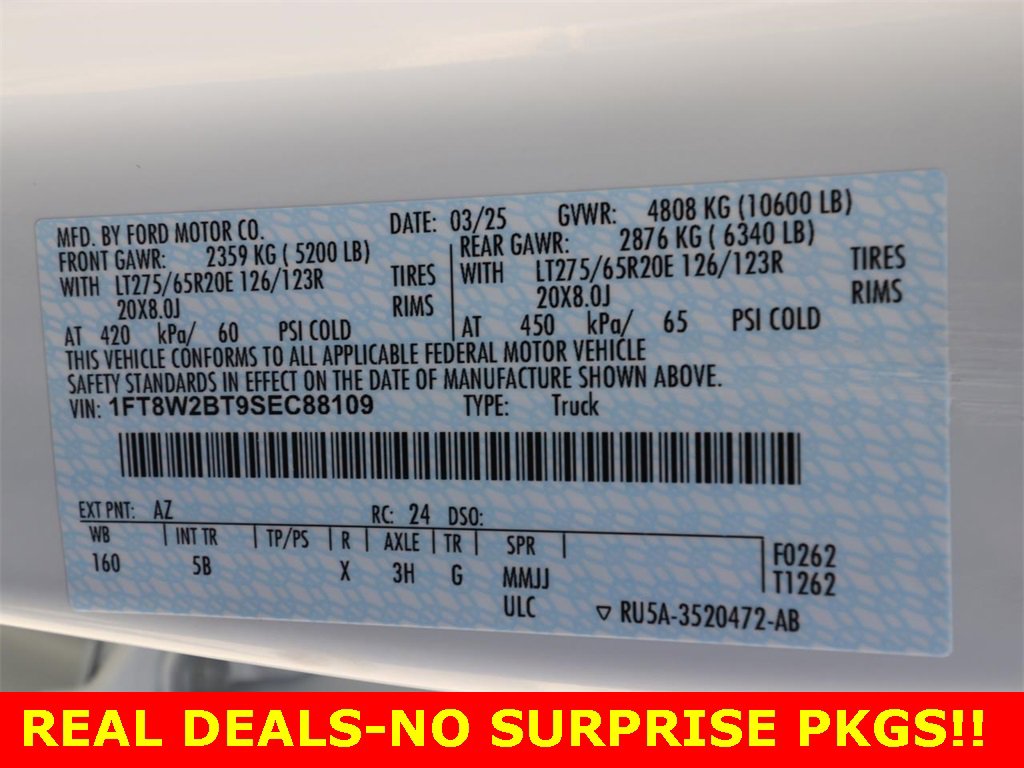 MFD. BY FORD MOTOR CO. DATE: 03/25 GVWR: 4808 KG (10600 LB)
FRONT GAWR: 2359 KG ( 5200 LB) REAR GAWR: 2876 KG ( 6340 LB)
WITH LT275/65R20E 126/123R TIRES WITH LT275/65R20E 126/123R TIRES
20X8.0J RIMS 20X8.0J RIMS
AT 420 kPa/ 60 PSI COLD AT 450 kPa/ 65 PSI COLD
THIS VEHICLE CONFORMS TO ALL APPLICABLE FEDERAL MOTOR VEHICLE
SAFETY STANDARDS IN EFFECT ON THE DATE OF MANUFACTURE SHOWN ABOVE.
VIN: 1FT8W2BT9SEC88109 TYPE: Truck
EXT PNT: AZ RC: 24 DSO:
WB INT TR TP/PS R AXLE TR SPR F0262
160 5B X 3H G MMJJ T1262
ULC ▽ RU5A-3520472-AB
REAL DEALS-NO SURPRISE PKGS!!